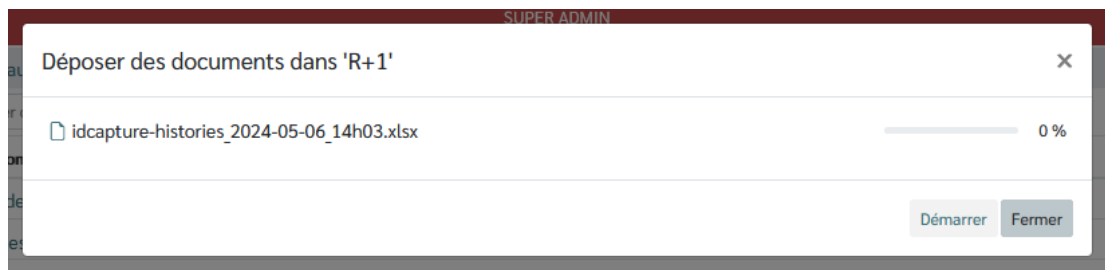 SUPER ADMIN
Déposer des documents dans 'R+1'
×
idcapture-histories_2024-05-06_14h03.xlsx
0 %
Démarrer
Fermer